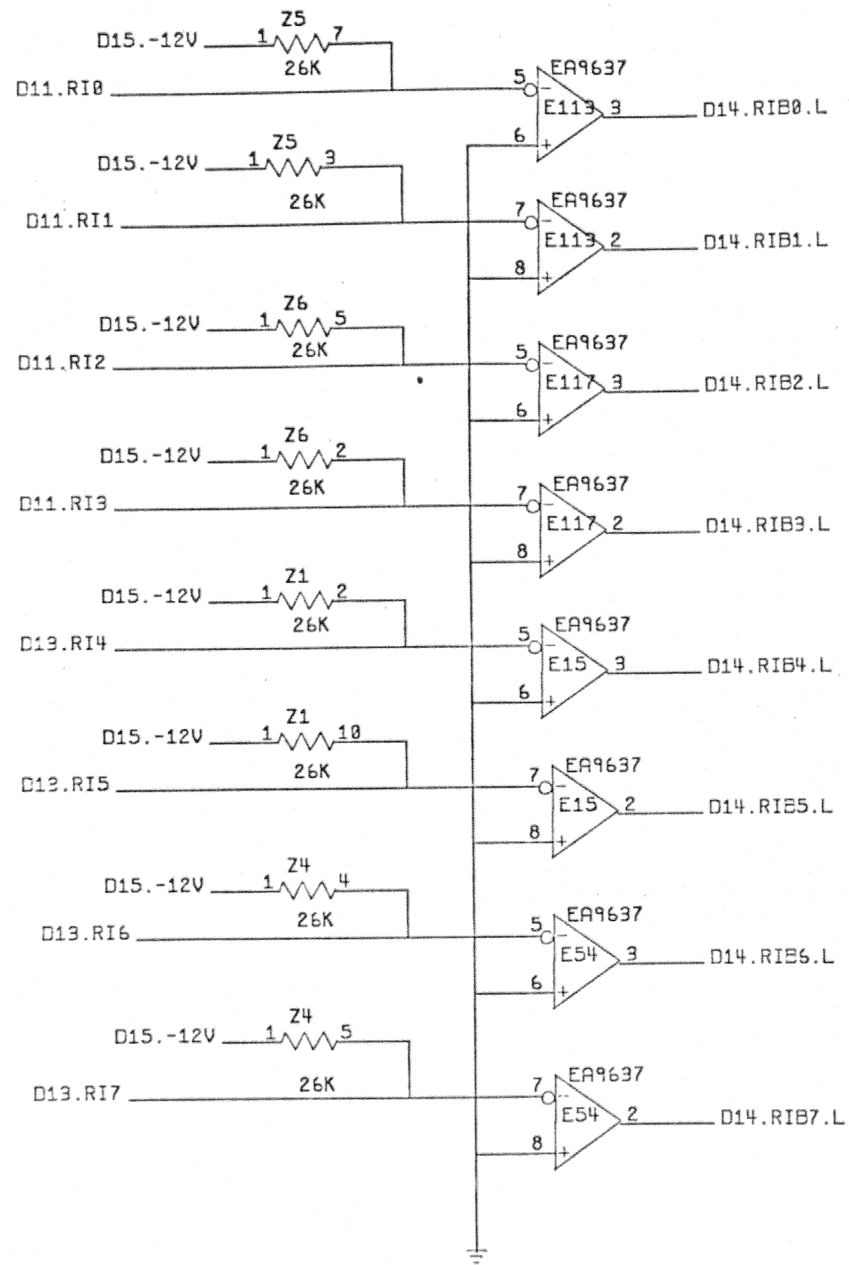 Z5
D15.-12V 1 7 EA9637
26K 5 -
D11.RI0 E113 3 D14.RIB0.L
6 +
Z5
D15.-12V 1 3 EA9637
26K 7 -
D11.RI1 E113 2 D14.RIB1.L
8 +
Z6
D15.-12V 1 5 EA9637
26K 5 -
D11.RI2 E117 3 D14.RIB2.L
6 +
Z6
D15.-12V 1 2 EA9637
26K 7 -
D11.RI3 E117 2 D14.RIB3.L
8 +
Z1
D15.-12V 1 2 EA9637
26K 5 -
D13.RI4 E15 3 D14.RIB4.L
6 +
Z1
D15.-12V 1 10 EA9637
26K 7 -
D13.RI5 E15 2 D14.RIB5.L
8 +
Z4
D15.-12V 1 4 EA9637
26K 5 -
D13.RI6 E54 3 D14.RIB6.L
6 +
Z4
D15.-12V 1 5 EA9637
26K 7 -
D13.RI7 E54 2 D14.RIB7.L
8 +